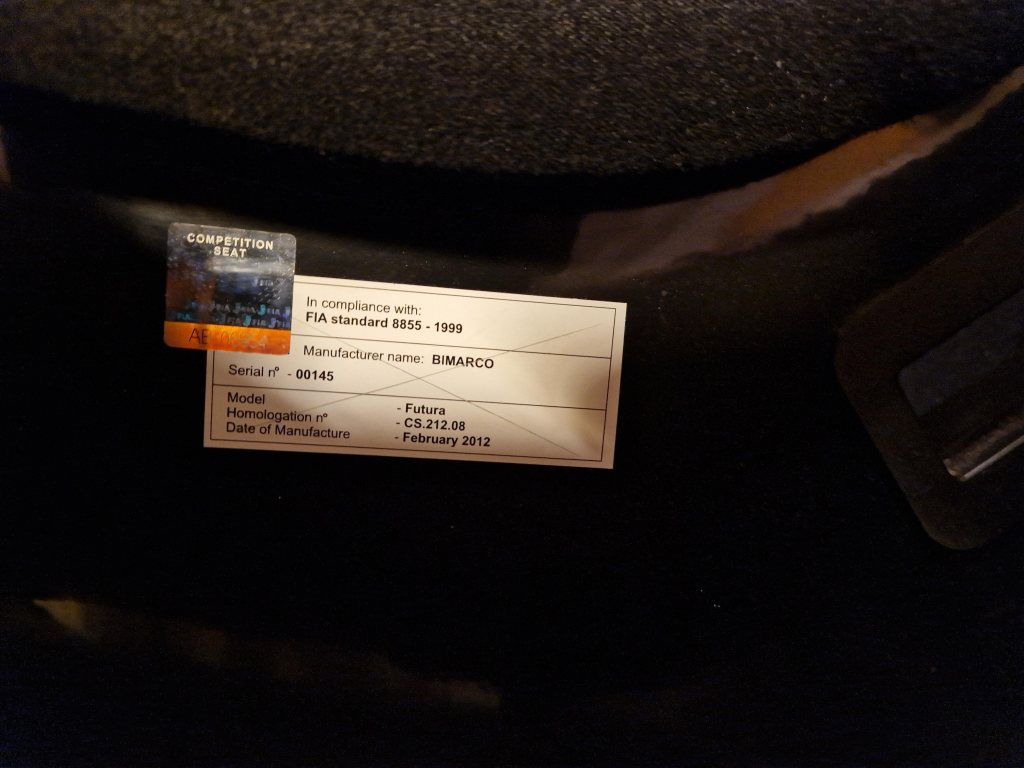 COMPETITION
SEAT
In compliance with:
FIA standard 8855 - 1999
Manufacturer name: BIMARCO
Serial nº - 00145
Model - Futura
Homologation nº - CS.212.08
Date of Manufacture - February 2012